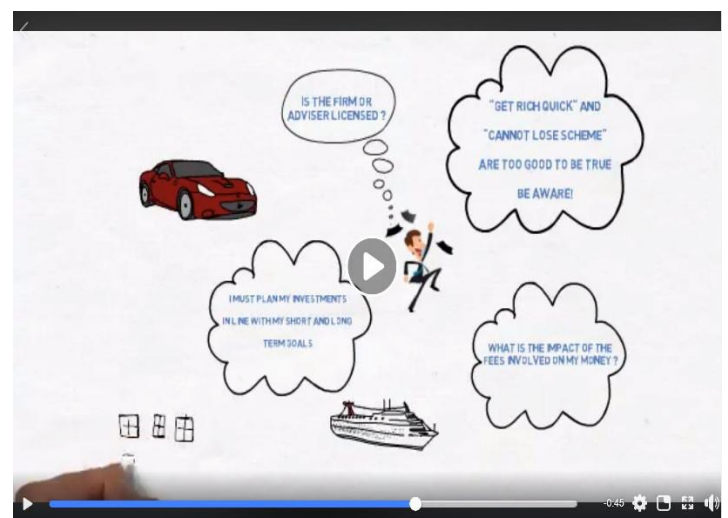 IS THE FIRM OR
ADVISER LICENSED ?
"GET RICH QUICK" AND
"CANNOT LOSE SCHEME"
ARE TOO GOOD TO BE TRUE
BE AWARE!
I MUST PLAN MY INVESTMENTS
IN LINE WITH MY SHORT AND LONG
TERM GOALS
WHAT IS THE IMPACT OF THE
FEES INVOLVED ON MY MONEY ?
-0:45